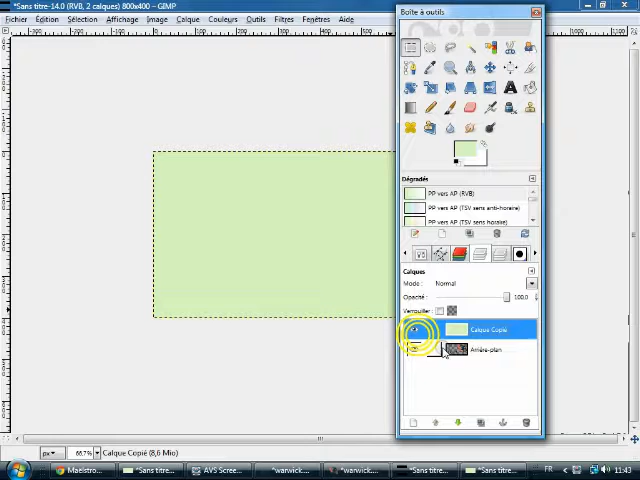 *Sans titre-14.0 (RVB, 2 calques) 800x400 – GIMP
Fichier Édition Sélection Affichage Image Calque Couleurs Outils Filtres Fenêtres Aide
Boîte à outils
Dégradés
PP vers AP (RVB)
PP vers AP (TSV sens anti-horaire)
PP vers AP (TSV sens horaire)
Calques
Mode : Normal
Opacité : 100,0
Verrouiller :
Calque Copié
Arrière-plan
px 66,7% Calque Copié (8,6 Mio)
Maelstro... *Sans titre-... AVS Scree... *warwick.... *warwick.... *Sans titre-... *Sans titre-... FR 11:43